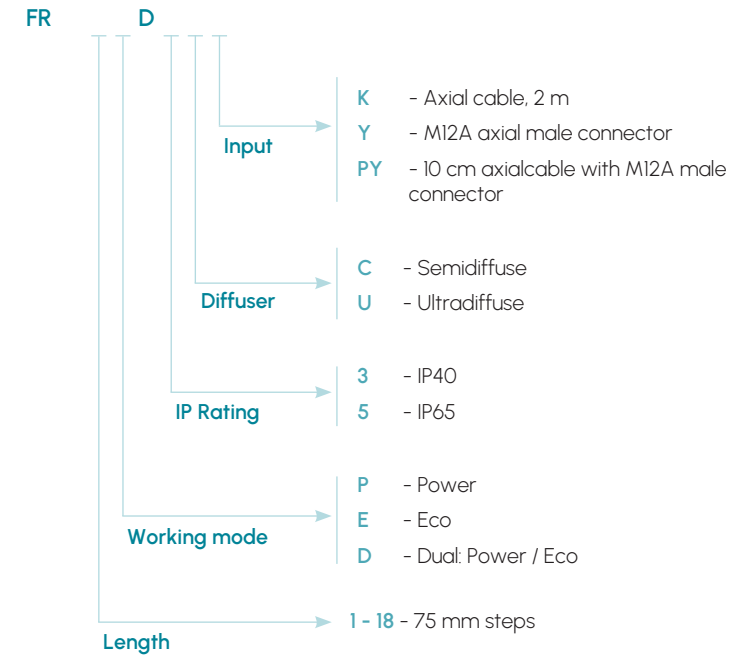 FR D
K - Axial cable, 2 m
Y - M12A axial male connector
Input
PY - 10 cm axialcable with M12A male
connector
C - Semidiffuse
Diffuser
U - Ultradiffuse
3 - IP40
IP Rating
5 - IP65
P - Power
E - Eco
Working mode
D - Dual: Power / Eco
1 - 18 - 75 mm steps
Length